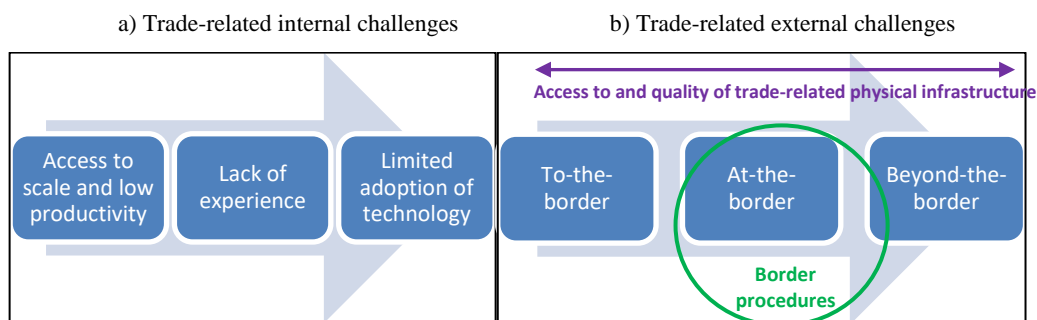 a) Trade-related internal challenges
b) Trade-related external challenges
Access to and quality of trade-related physical infrastructure
Access to
scale and low
productivity
Lack of
experience
Limited
adoption of
technology
To-the-
border
At-the-
border
Beyond-the-
border
Border
procedures